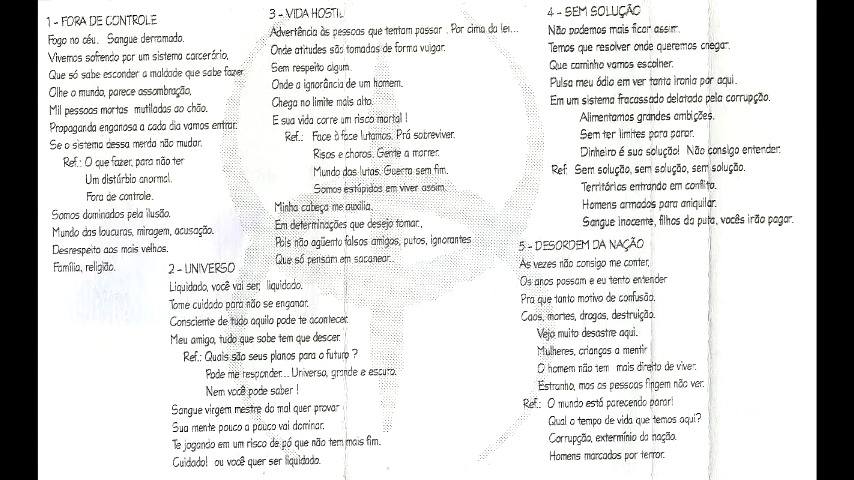 1 - FORA DE CONTROLE
Fogo no céu. Sangue derramado.
Vivemos sofrendo por um sistema carcerário,
Que só sabe esconder a maldade que sabe fazer.
Olhe o mundo, parece assombração,
Mil pessoas mortas mutiladas ao chão.
Propaganda enganosa a cada dia vamos entrar.
Se o sistema dessa merda não mudar.
Ref.: O que fazer, para não ter
Um distúrbio anormal.
Fora de controle.
Somos dominados pela ilusão.
Mundo das loucuras, miragem, acusação.
Desrespeito aos mais velhos.
Família, religião.
2 - UNIVERSO
Liquidado, você vai ser, liquidado.
Tome cuidado para não se enganar.
Consciente de tudo aquilo pode te acontecer.
Meu amigo, tudo que sobe tem que descer.
Ref.: Quais são seus planos para o futuro ?
Pode me responder... Universo, grande e escuro.
Nem você pode saber !
Sangue virgem mestre do mal quer provar
Sua mente pouco a pouco vai dominar.
Te jogando em um risco de pó que não tem mais fim.
Cuidado! ou você quer ser liquidado.
3 - VIDA HOSTIL
Advertência às pessoas que tentam passar . Por cima da lei...
Onde atitudes são tomadas de forma vulgar.
Sem respeito algum.
Onde a ignorância de um homem.
Chega no limite mais alto.
E sua vida corre um risco mortal !
Ref.: Face à face lutamos. Prá sobreviver.
Risos e choros. Gente a morrer.
Mundo das lutas. Guerra sem fim.
Somos estúpidos em viver assim.
Minha cabeça me auxilia.
Em determinações que desejo tomar.,
Pois não agüento falsos amigos, putos, ignorantes
Que só pensam em sacanear..
4 - SEM SOLUÇÃO
Não podemos mais ficar assim.
Temos que resolver onde queremos chegar.
Que caminho vamos escolher.
Pulsa meu ódio em ver tanta ironia por aqui.
Em um sistema fracassado delatado pela corrupção.
Alimentamos grandes ambições.
Sem ter limites para parar.
Dinheiro é sua solução! Não consigo entender.
Ref. Sem solução, sem solução, sem solução.
Territórios entrando em conflito.
Homens armados para aniquilar.
Sangue inocente, filhos da puta, vocês irão pagar.
5 - DESORDEM DA NAÇÃO
Às vezes não consigo me conter,
Os anos passam e eu tento entender
Pra que tanto motivo de confusão.
Caos, mortes, drogas, destruição.
Vejo muito desastre aqui.
Mulheres, crianças a mentir
O homem não tem mais direito de viver.
Estranho, mas as pessoas fingem não ver.
Ref.: O mundo está parecendo parar!
Qual o tempo de vida que temos aqui?
Corrupção, extermínio da nação.
Homens marcados por terror.